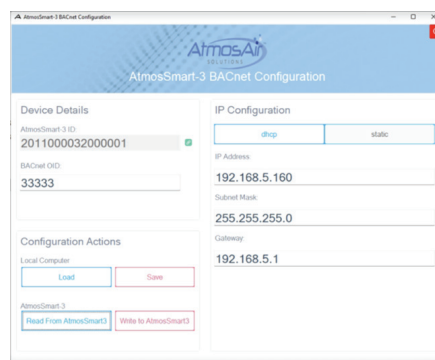 AtmosSmart-3 BACnet Configuration
AtmosAir
SOLUTIONS
AtmosSmart-3 BACnet Configuration
Device Details
AtmosSmart-3 ID:
2011000032000001
BACnet OID:
33333
Configuration Actions
Local Computer
Load
Save
AtmosSmart-3
Read From AtmosSmart3
Write to AtmosSmart3
IP Configuration
dhcp
static
IP Address:
192.168.5.160
Subnet Mask:
255.255.255.0
Gateway:
192.168.5.1